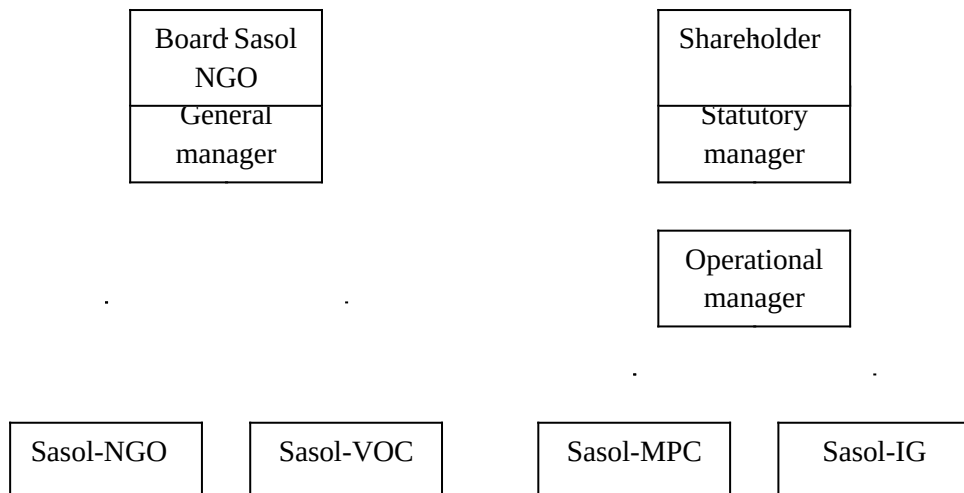 Board Sasol
NGO
Shareholder
General
manager
Statutory
manager
Operational
manager
Sasol-NGO
Sasol-VOC
Sasol-MPC
Sasol-IG